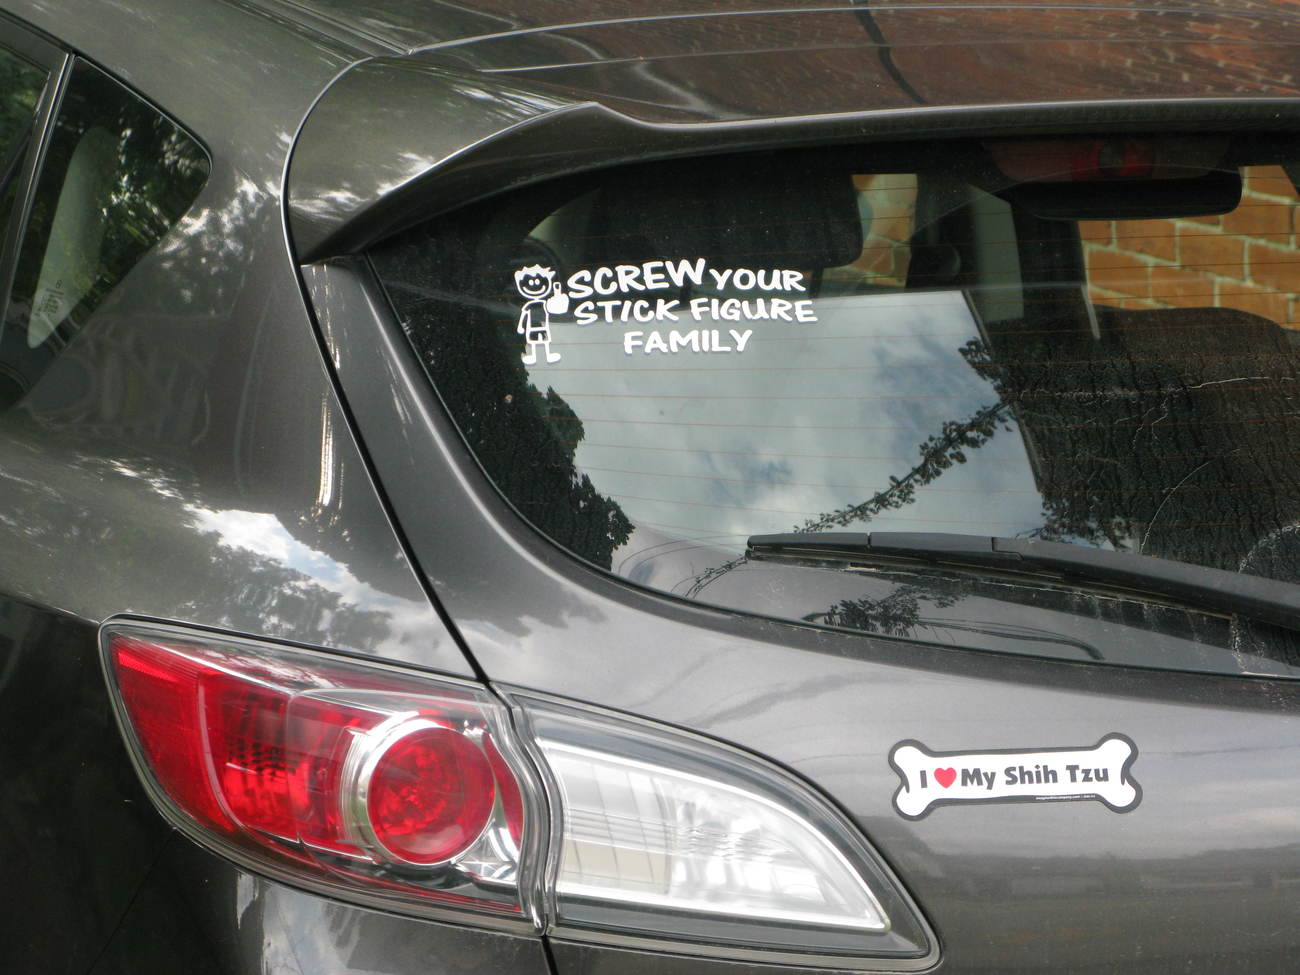 SCREW YOUR
STICK FIGURE
FAMILY
I ❤ My Shih Tzu